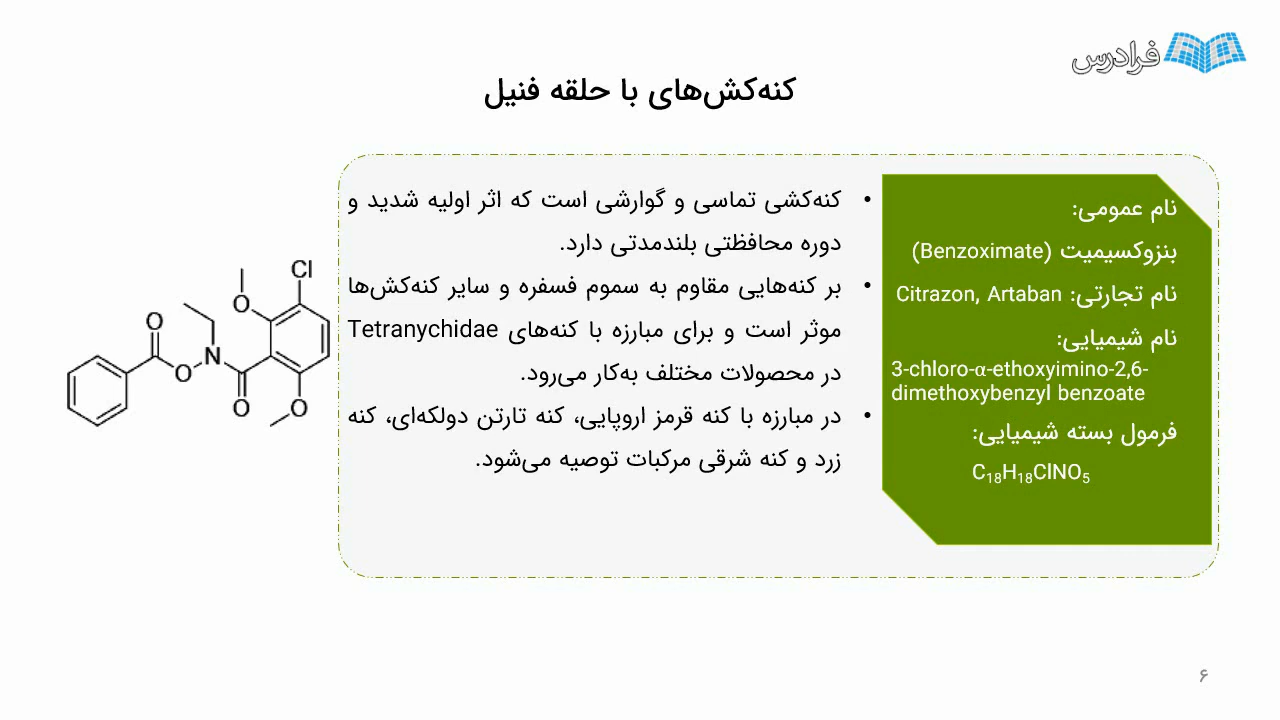 فرادرس
کنه‌کش‌های با حلقه فنیل
نام عمومی:
بنزوکسیمیت (Benzoximate)
نام تجارتی: Citrazon, Artaban
نام شیمیایی:
3-chloro-α-ethoxyimino-2,6-
dimethoxybenzyl benzoate
فرمول بسته شیمیایی:
C₁₈H₁₈ClNO₅
• کنه‌کشی تماسی و گوارشی است که اثر اولیه شدید و
دوره محافظتی بلندمدتی دارد.
• بر کنه‌هایی مقاوم به سموم فسفره و سایر کنه‌کش‌ها
موثر است و برای مبارزه با کنه‌های Tetranychidae
در محصولات مختلف به‌کار می‌رود.
• در مبارزه با کنه قرمز اروپایی، کنه تارتن دولکه‌ای، کنه
زرد و کنه شرقی مرکبات توصیه می‌شود.
Cl
O
O
N
O
O
O
۶